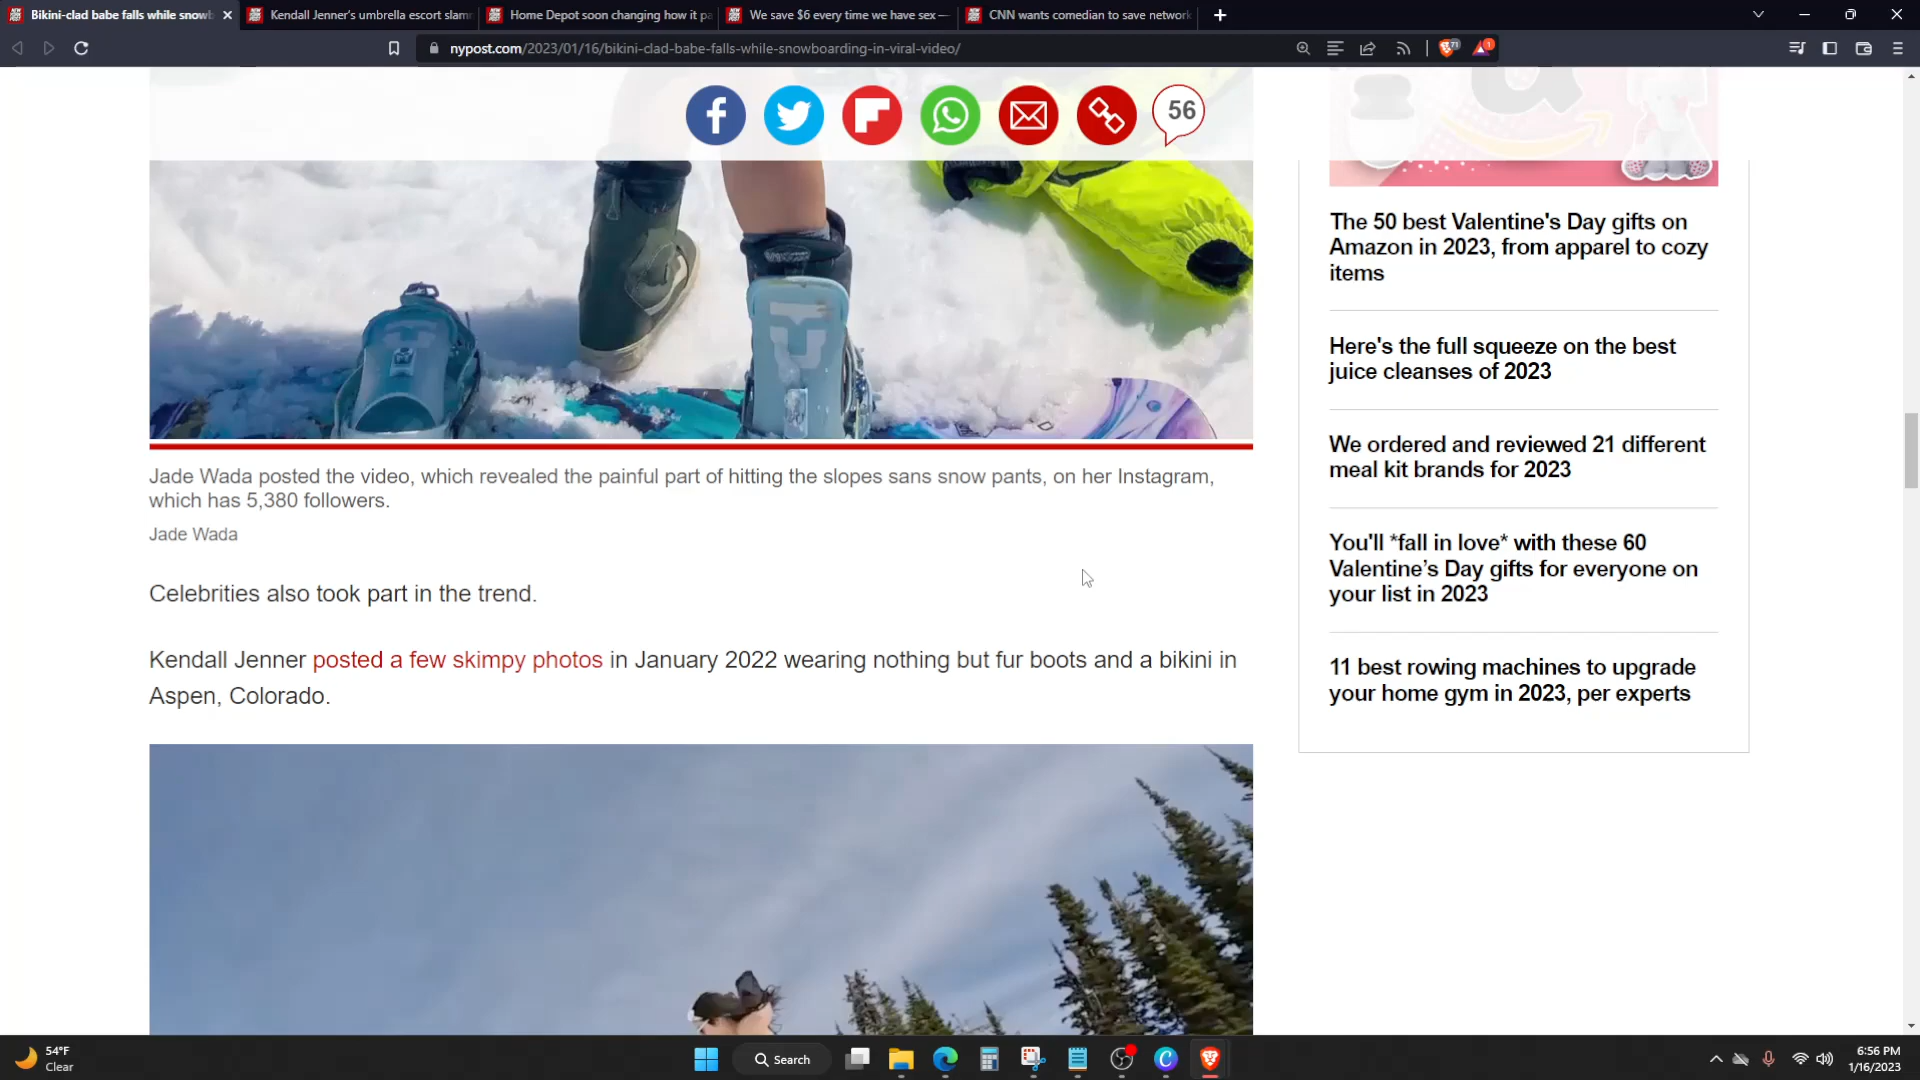 Bikini-clad babe falls while snowb
Kendall Jenner's umbrella escort slam
Home Depot soon changing how it pa
We save $6 every time we have sex —
CNN wants comedian to save network
nypost.com/2023/01/16/bikini-clad-babe-falls-while-snowboarding-in-viral-video/
56
Jade Wada posted the video, which revealed the painful part of hitting the slopes sans snow pants, on her Instagram,
which has 5,380 followers.
Jade Wada
Celebrities also took part in the trend.
Kendall Jenner posted a few skimpy photos in January 2022 wearing nothing but fur boots and a bikini in
Aspen, Colorado.
The 50 best Valentine's Day gifts on
Amazon in 2023, from apparel to cozy
items
Here's the full squeeze on the best
juice cleanses of 2023
We ordered and reviewed 21 different
meal kit brands for 2023
You'll *fall in love* with these 60
Valentine’s Day gifts for everyone on
your list in 2023
11 best rowing machines to upgrade
your home gym in 2023, per experts
54°F
Clear
Search
6:56 PM
1/16/2023